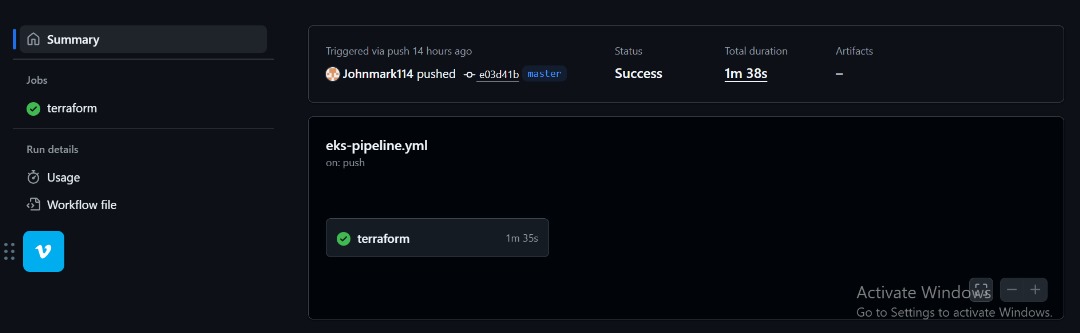 Summary
Jobs
terraform
Run details
Usage
Workflow file
Triggered via push 14 hours ago
Johnmark114 pushed e03d41b master
Status
Success
Total duration
1m 38s
Artifacts
–
eks-pipeline.yml
on: push
terraform 1m 35s
Activate Windows
Go to Settings to activate Windows.